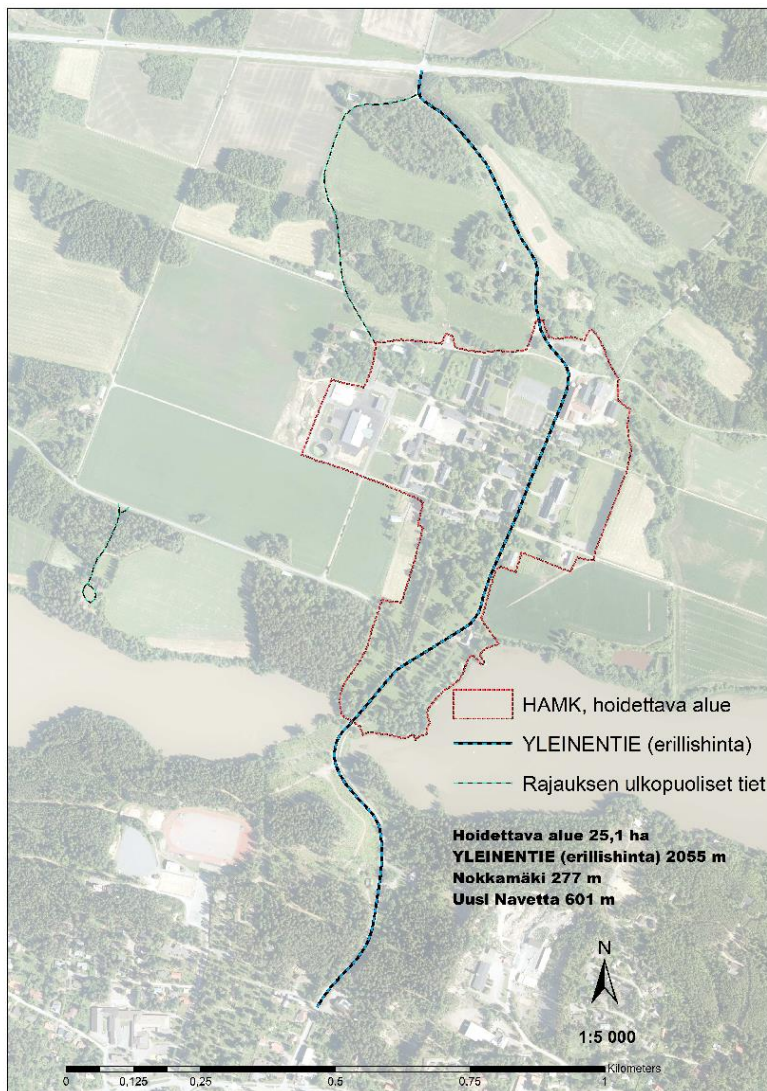 HAMK, hoidettava alue
YLEINENTIE (erillishinta)
Rajauksen ulkopuoliset tiet
Hoidettava alue 25,1 ha
YLEINENTIE (erillishinta) 2055 m
Nokkamäki 277 m
UusI Navetta 601 m
N
1:5 000
Kilometers
0 0,125 0,25 0.5 0.75 1